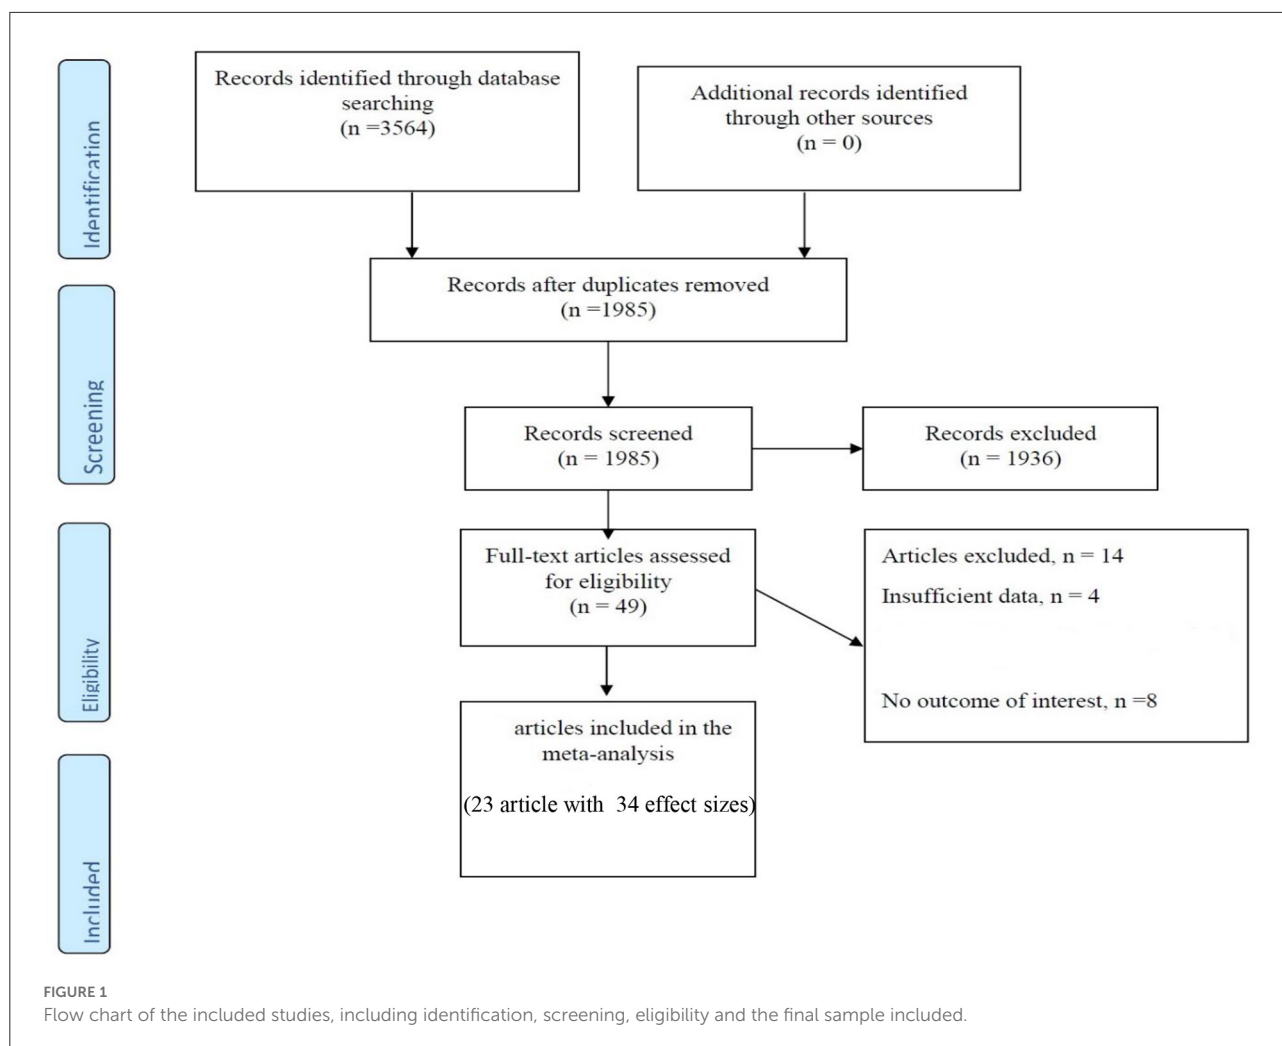 Identification
Records identified through database
searching
(n =3564)
Additional records identified
through other sources
(n = 0)
Records after duplicates removed
(n =1985)
Screening
Records screened
(n = 1985)
Records excluded
(n = 1936)
Eligibility
Full-text articles assessed
for eligibility
(n = 49)
Articles excluded, n = 14
Insufficient data, n = 4
No outcome of interest, n =8
Included
articles included in the
meta-analysis
(23 article with 34 effect sizes)
FIGURE 1
Flow chart of the included studies, including identification, screening, eligibility and the final sample included.